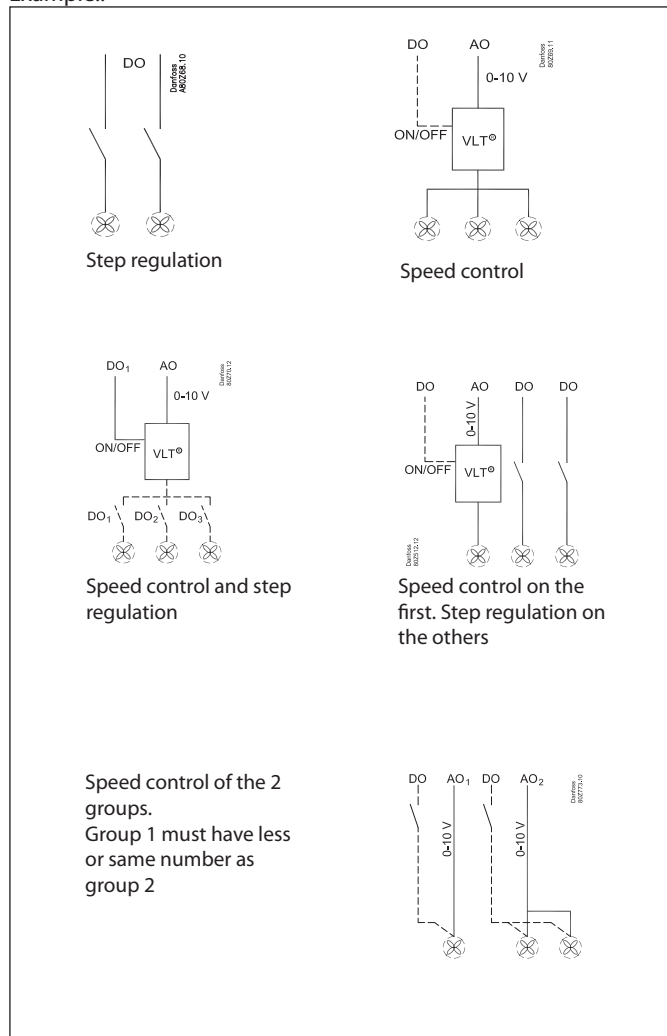 Example::
DO
Danfoss
A80Z68.10
Step regulation
DO AO
Danfoss
80Z69.11
0-10 V
ON/OFF
VLT®
Speed control
DO1 AO
Danfoss
80Z70.12
0-10 V
ON/OFF
VLT®
DO1 DO2 DO3
Speed control and step
regulation
DO AO DO DO
0-10 V
ON/OFF
VLT®
Danfoss
80Z512.12
Speed control on the
first. Step regulation on
the others
Speed control of the 2
groups.
Group 1 must have less
or same number as
group 2
DO AO1 DO AO2
Danfoss
80Z773.10
0-10 V
0-10 V